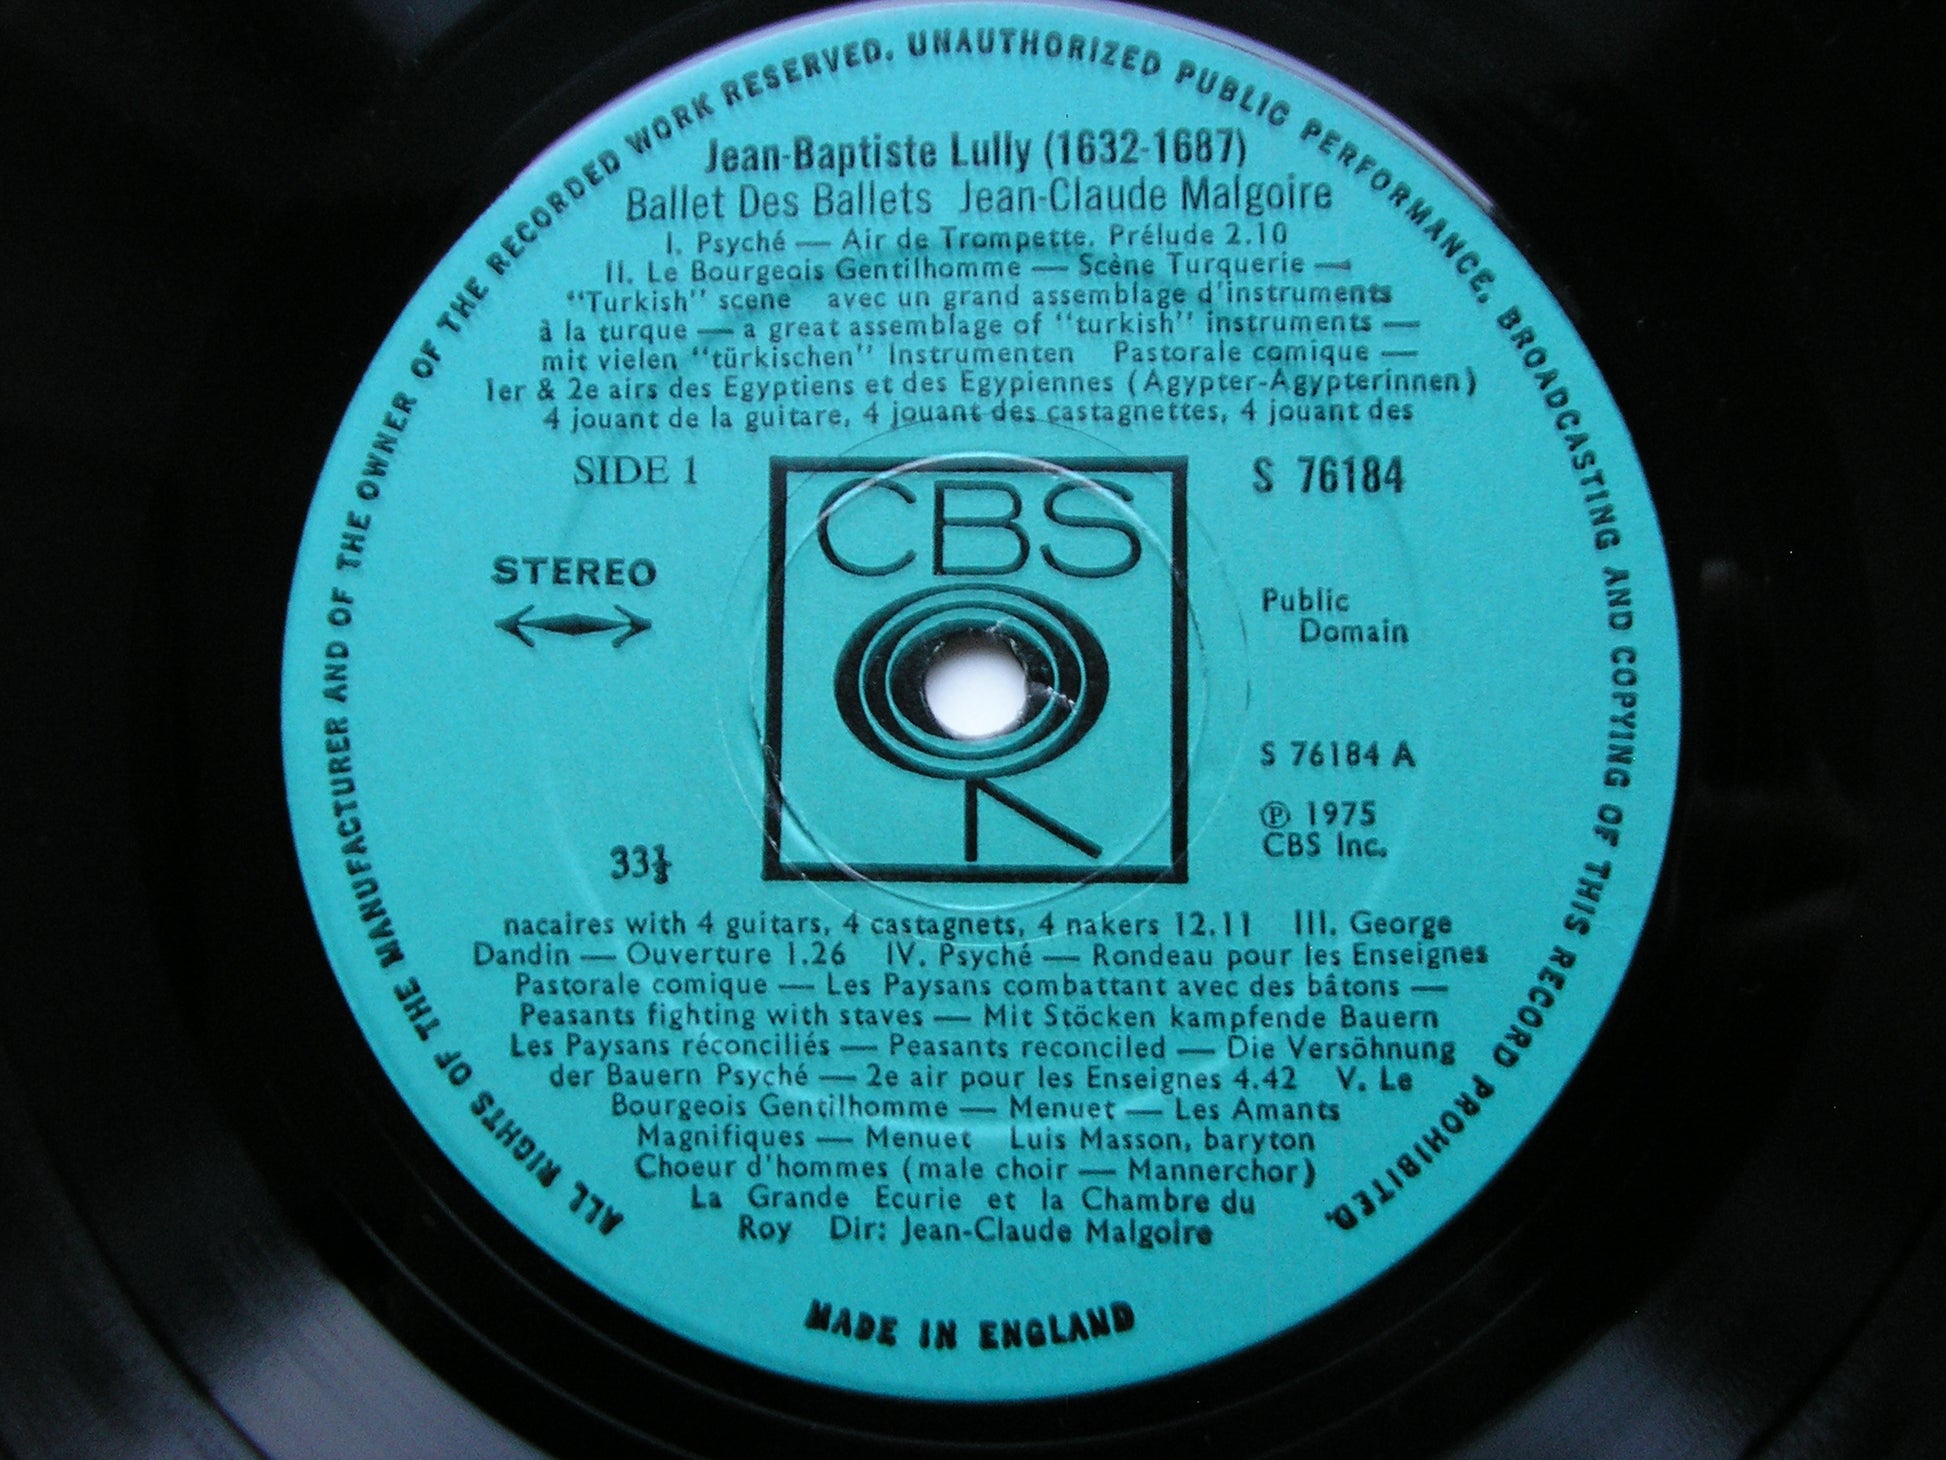 ALL RIGHTS OF THE MANUFACTURER AND OF THE OWNER OF THE RECORDED WORK RESERVED. UNAUTHORIZED PUBLIC PERFORMANCE, BROADCASTING AND COPYING OF THIS RECORD PROHIBITED.
Jean-Baptiste Lully (1632-1687)
Ballet Des Ballets Jean-Claude Malgoire
I. Psyché — Air de Trompette. Prélude 2.10
II. Le Bourgeois Gentilhomme — Scène Turquerie —
“Turkish” scene avec un grand assemblage d'instruments
à la turque — a great assemblage of “turkish” instruments —
mit vielen “türkischen” Instrumenten Pastorale comique —
1er & 2e airs des Egyptiens et des Egypiennes (Agypter-Agypterinnen)
4 jouant de la guitare, 4 jouant des castagnettes, 4 jouant des
SIDE 1
S 76184
CBS
STEREO
Public
Domain
S 76184 A
℗ 1975
CBS Inc.
33⅓
nacaires with 4 guitars, 4 castagnets, 4 nakers 12.11 III. George
Dandin — Ouverture 1.26 IV. Psyché — Rondeau pour les Enseignes
Pastorale comique — Les Paysans combattant avec des bâtons —
Peasants fighting with staves — Mit Stöcken kampfende Bauern
Les Paysans réconciliés — Peasants reconciled — Die Versöhnung
der Bauern Psyché — 2e air pour les Enseignes 4.42 V. Le
Bourgeois Gentilhomme — Menuet — Les Amants
Magnifiques — Menuet Luis Masson, baryton
Choeur d'hommes (male choir — Mannerchor)
La Grande Ecurie et la Chambre du
Roy Dir: Jean-Claude Malgoire
MADE IN ENGLAND